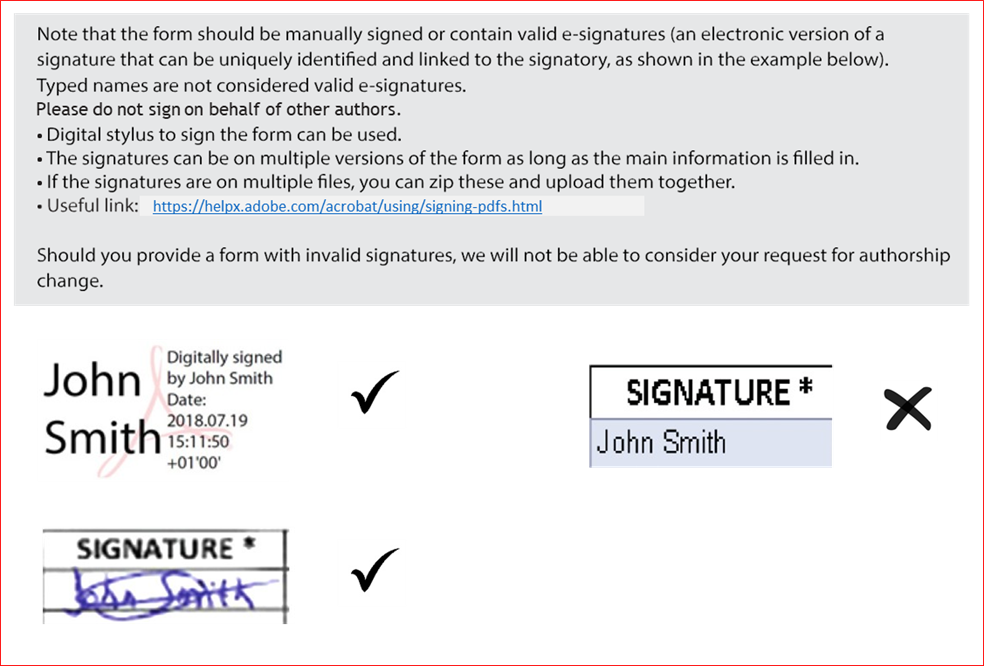 Note that the form should be manually signed or contain valid e-signatures (an electronic version of a
signature that can be uniquely identified and linked to the signatory, as shown in the example below).
Typed names are not considered valid e-signatures.
Please do not sign on behalf of other authors.
• Digital stylus to sign the form can be used.
• The signatures can be on multiple versions of the form as long as the main information is filled in.
• If the signatures are on multiple files, you can zip these and upload them together.
• Useful link: https://helpx.adobe.com/acrobat/using/signing-pdfs.html
Should you provide a form with invalid signatures, we will not be able to consider your request for authorship
change.
John
Smith
Digitally signed
by John Smith
Date:
2018.07.19
15:11:50
+01'00'
SIGNATURE *
John Smith
SIGNATURE *
John Smith